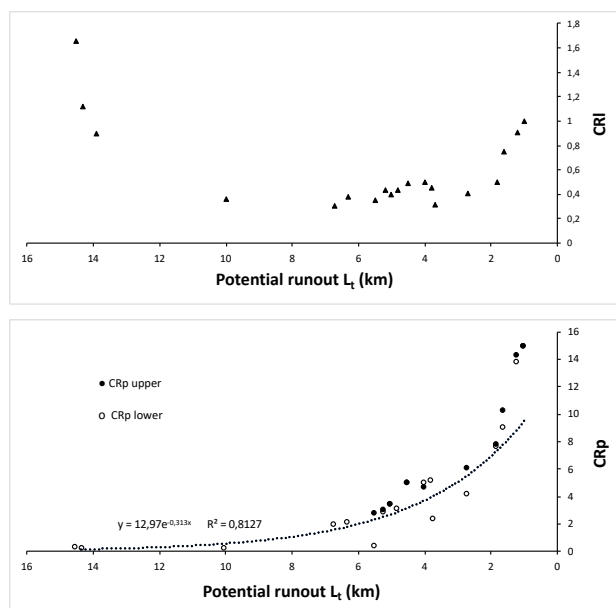 1,8
1,6
1,4
1,2
1
0,8
0,6
0,4
0,2
0
CRl
16 14 12 10 8 6 4 2 0
Potential runout Lt (km)
16
14
12
10
8
6
4
2
0
CRp
CRp upper
CRp lower
y = 12,97e-0,313x R² = 0,8127
16 14 12 10 8 6 4 2 0
Potential runout Lt (km)